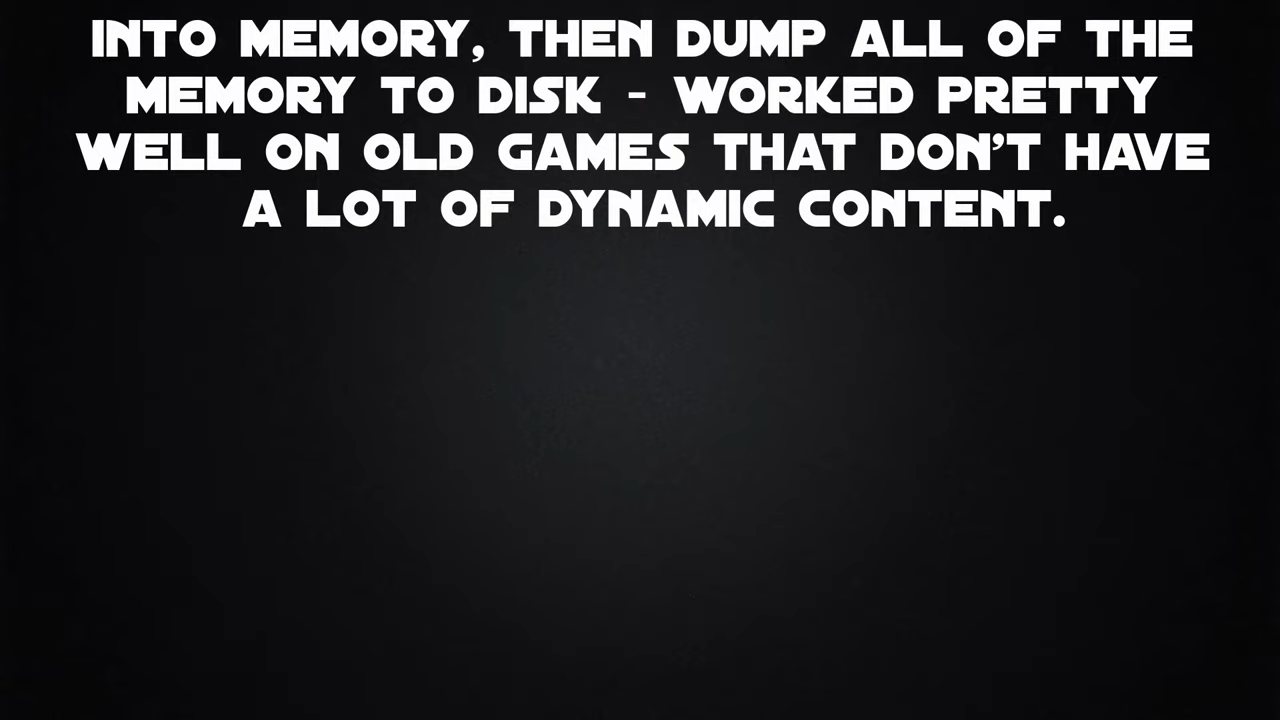 INTO MEMORY, THEN DUMP ALL OF THE
MEMORY TO DISK - WORKED PRETTY
WELL ON OLD GAMES THAT DON'T HAVE
A LOT OF DYNAMIC CONTENT.